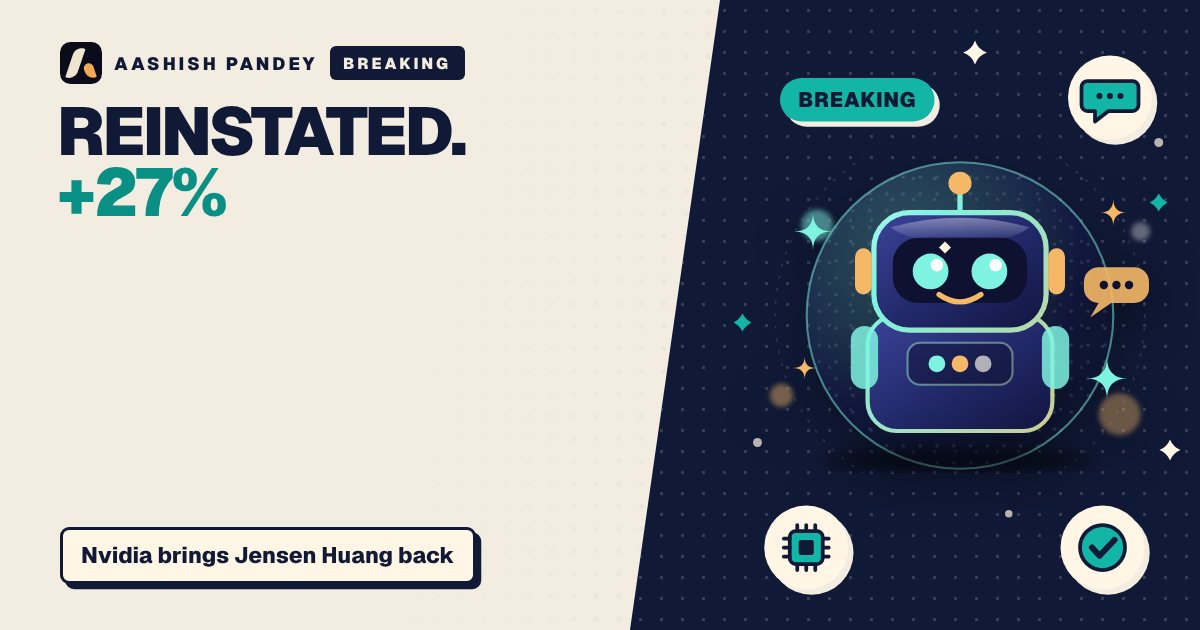 AASHISH PANDEY
BREAKING
REINSTATED.
+27%
Nvidia brings Jensen Huang back
BREAKING